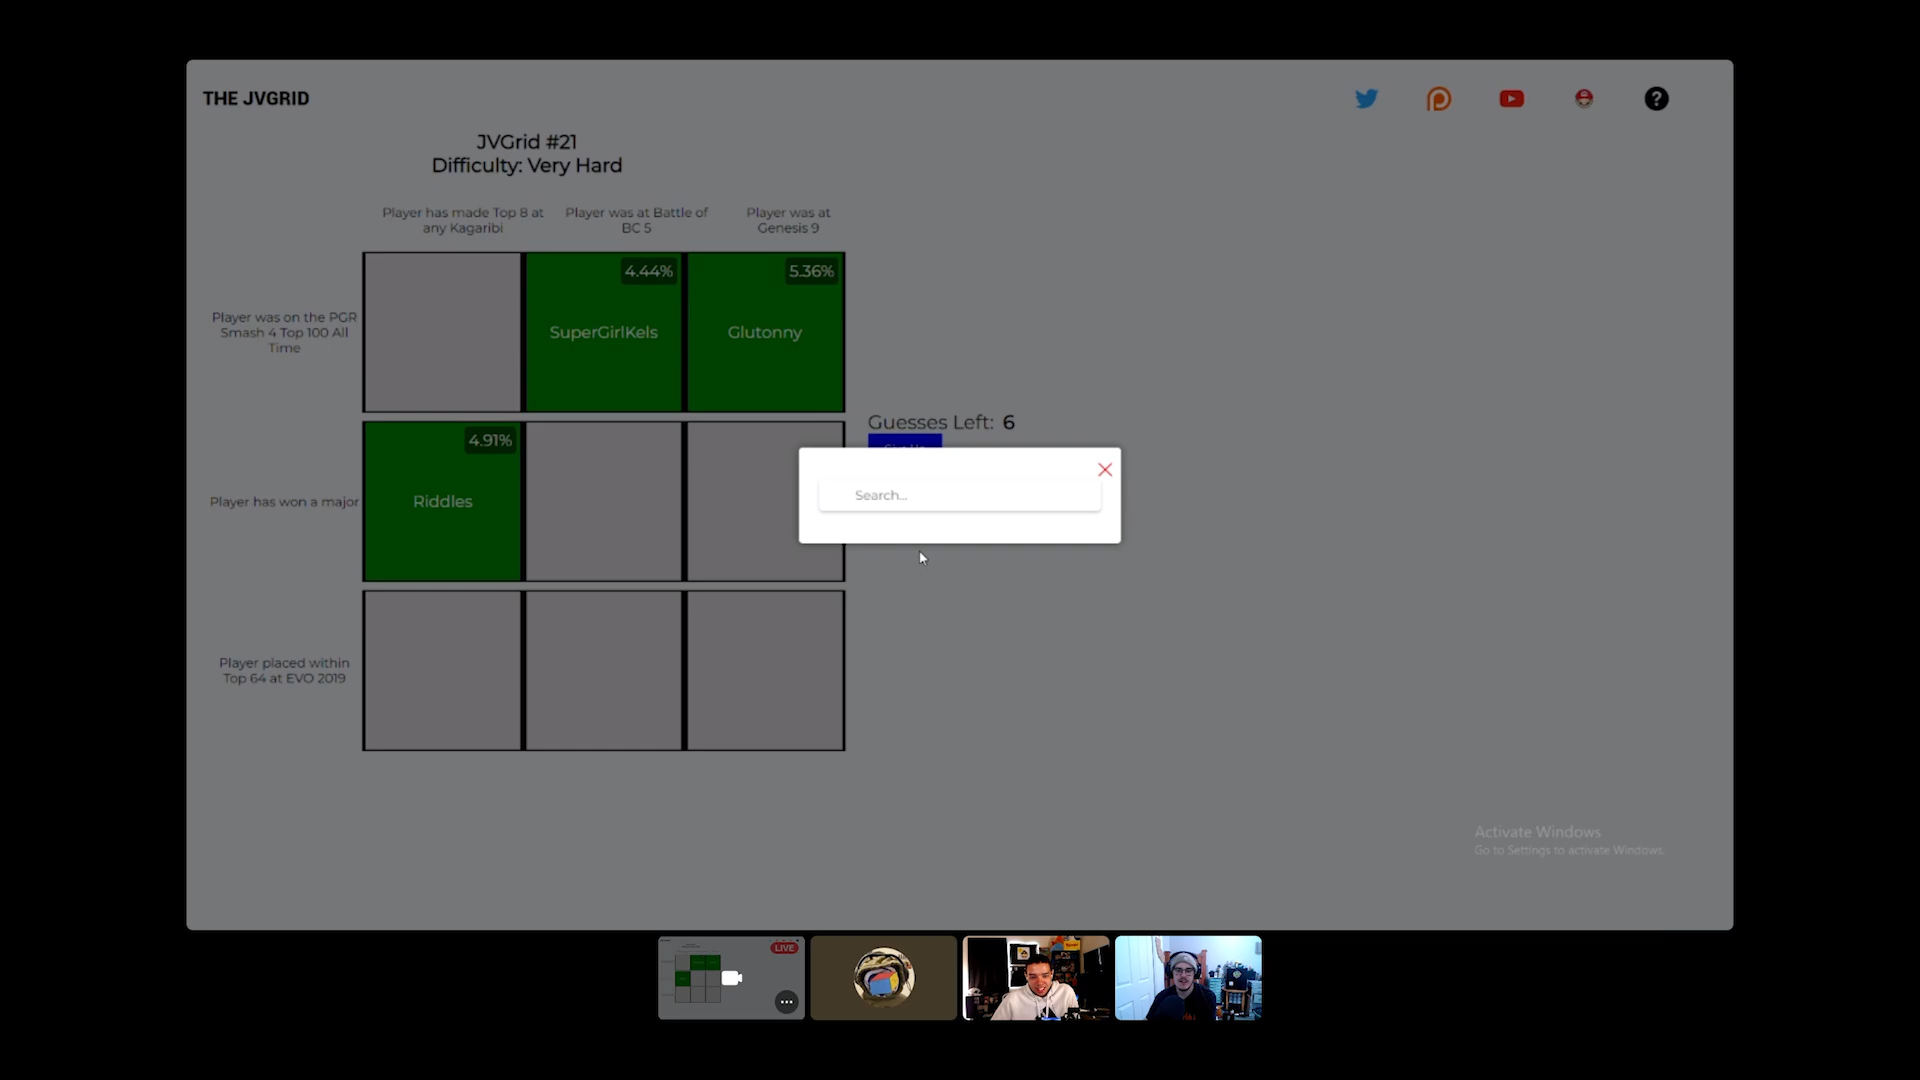 THE JVGRID
JVGrid #21
Difficulty: Very Hard
Player has made Top 8 at
any Kagaribi
Player was at Battle of
BC 5
Player was at
Genesis 9
Player was on the PGR
Smash 4 Top 100 All
Time
4.44%
SuperGirlKels
5.36%
Glutonny
Guesses Left: 6
Player has won a major
4.91%
Riddles
Search...
Player placed within
Top 64 at EVO 2019
Activate Windows
Go to Settings to activate Windows.
LIVE